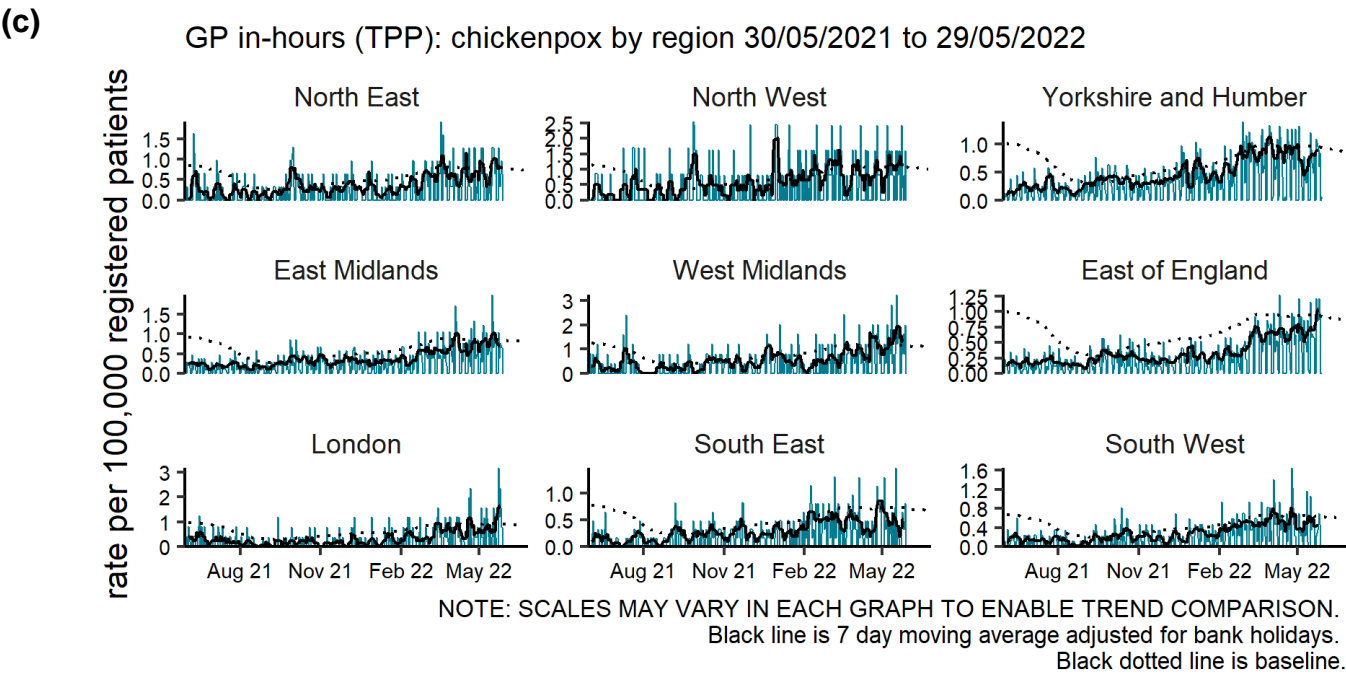 (c)
GP in-hours (TPP): chickenpox by region 30/05/2021 to 29/05/2022
rate per 100,000 registered patients
North East
1.5
1.0
0.5
0.0
North West
2.5
2.0
1.5
1.0
0.5
0.0
Yorkshire and Humber
1.0
0.5
0.0
East Midlands
1.5
1.0
0.5
0.0
West Midlands
3
2
1
0
East of England
1.25
1.00
0.75
0.50
0.25
0.00
London
3
2
1
0
Aug 21 Nov 21 Feb 22 May 22
South East
1.0
0.5
0.0
Aug 21 Nov 21 Feb 22 May 22
South West
1.6
1.2
0.8
0.4
0.0
Aug 21 Nov 21 Feb 22 May 22
NOTE: SCALES MAY VARY IN EACH GRAPH TO ENABLE TREND COMPARISON.
Black line is 7 day moving average adjusted for bank holidays.
Black dotted line is baseline.